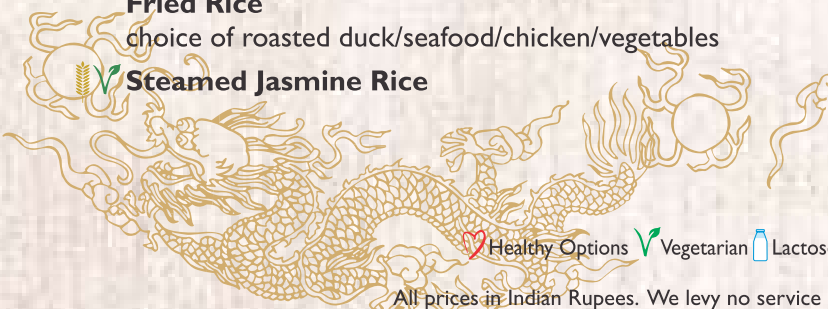 Fried Rice
choice of roasted duck/seafood/chicken/vegetables
Steamed Jasmine Rice
Healthy Options Vegetarian Lactos
All prices in Indian Rupees. We levy no service